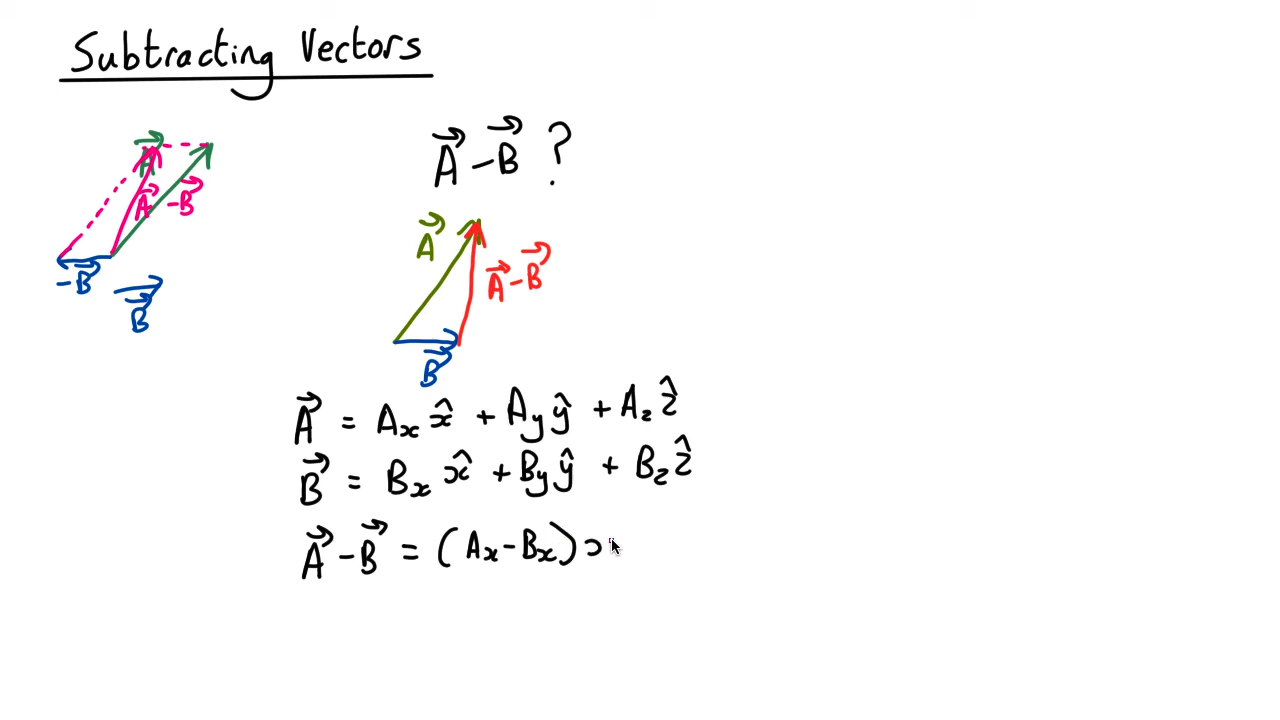 Subtracting Vectors
A⃗ - B⃗ ?
A⃗
A⃗ - B⃗
-B⃗
B⃗
A⃗
A⃗ - B⃗
B⃗
A⃗ = Aₓ x̂ + A_y ŷ + A_z ẑ
B⃗ = Bₓ x̂ + B_y ŷ + B_z ẑ
A⃗ - B⃗ = (Aₓ - Bₓ)